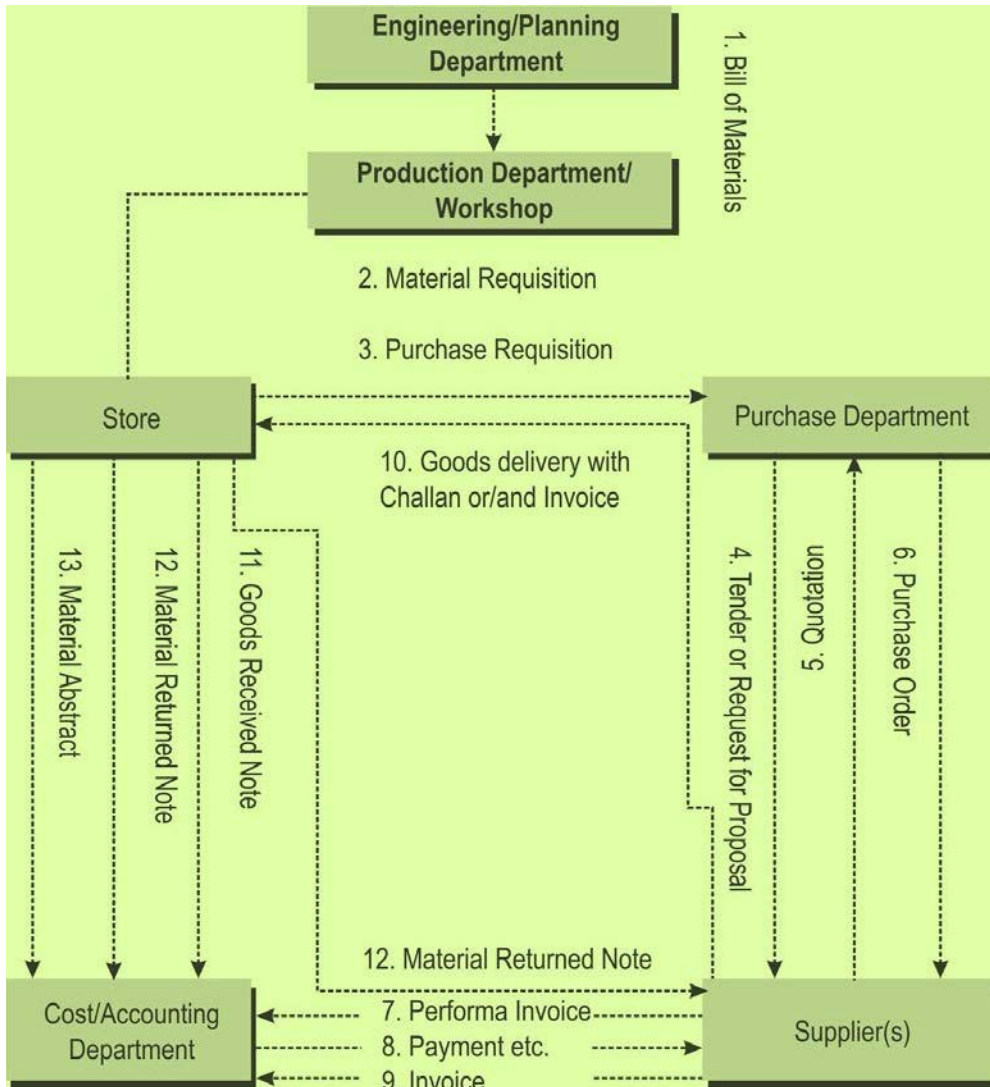 Engineering/Planning
Department
1. Bill of Materials
Production Department/
Workshop
2. Material Requisition
3. Purchase Requisition
Store
Purchase Department
10. Goods delivery with
Challan or/and Invoice
13. Material Abstract
12. Material Returned Note
11. Goods Received Note
4. Tender or Request for Proposal
5. Quotation
6. Purchase Order
12. Material Returned Note
Cost/Accounting
Department
7. Performa Invoice
8. Payment etc.
9. Invoice
Supplier(s)